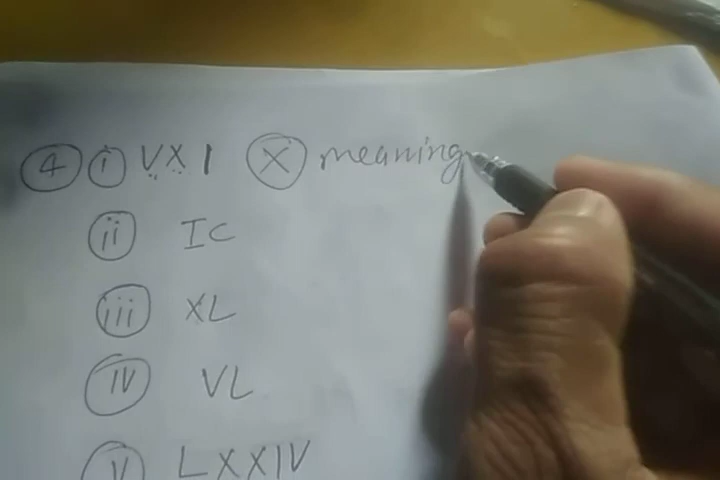 4 i VXI X meaning
ii IC
iii XL
IV VL
V LXXIV